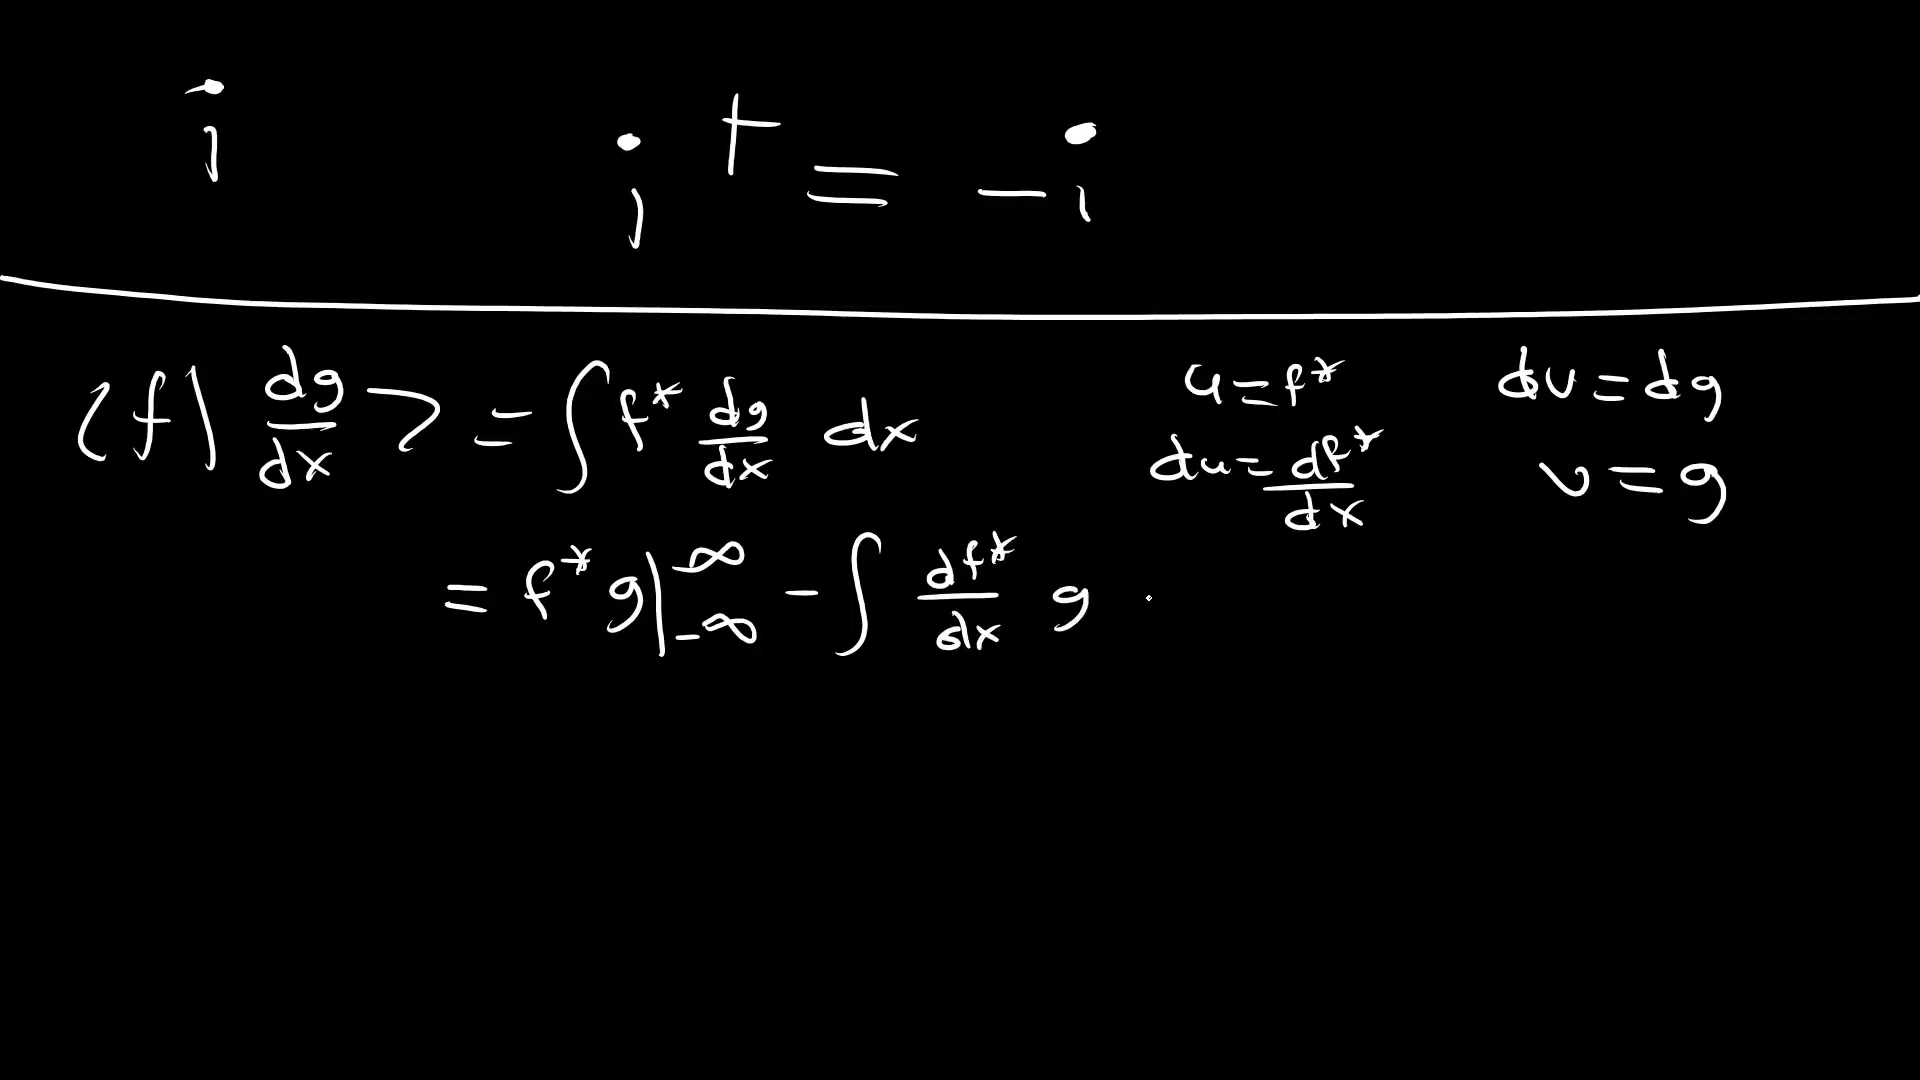 i i† = -i
⟨f| dg/dx ⟩ = ∫ f* dg/dx dx u = f* dv = dg
du = df*/dx v = g
= f* g |_{-∞}^{∞} - ∫ df*/dx g